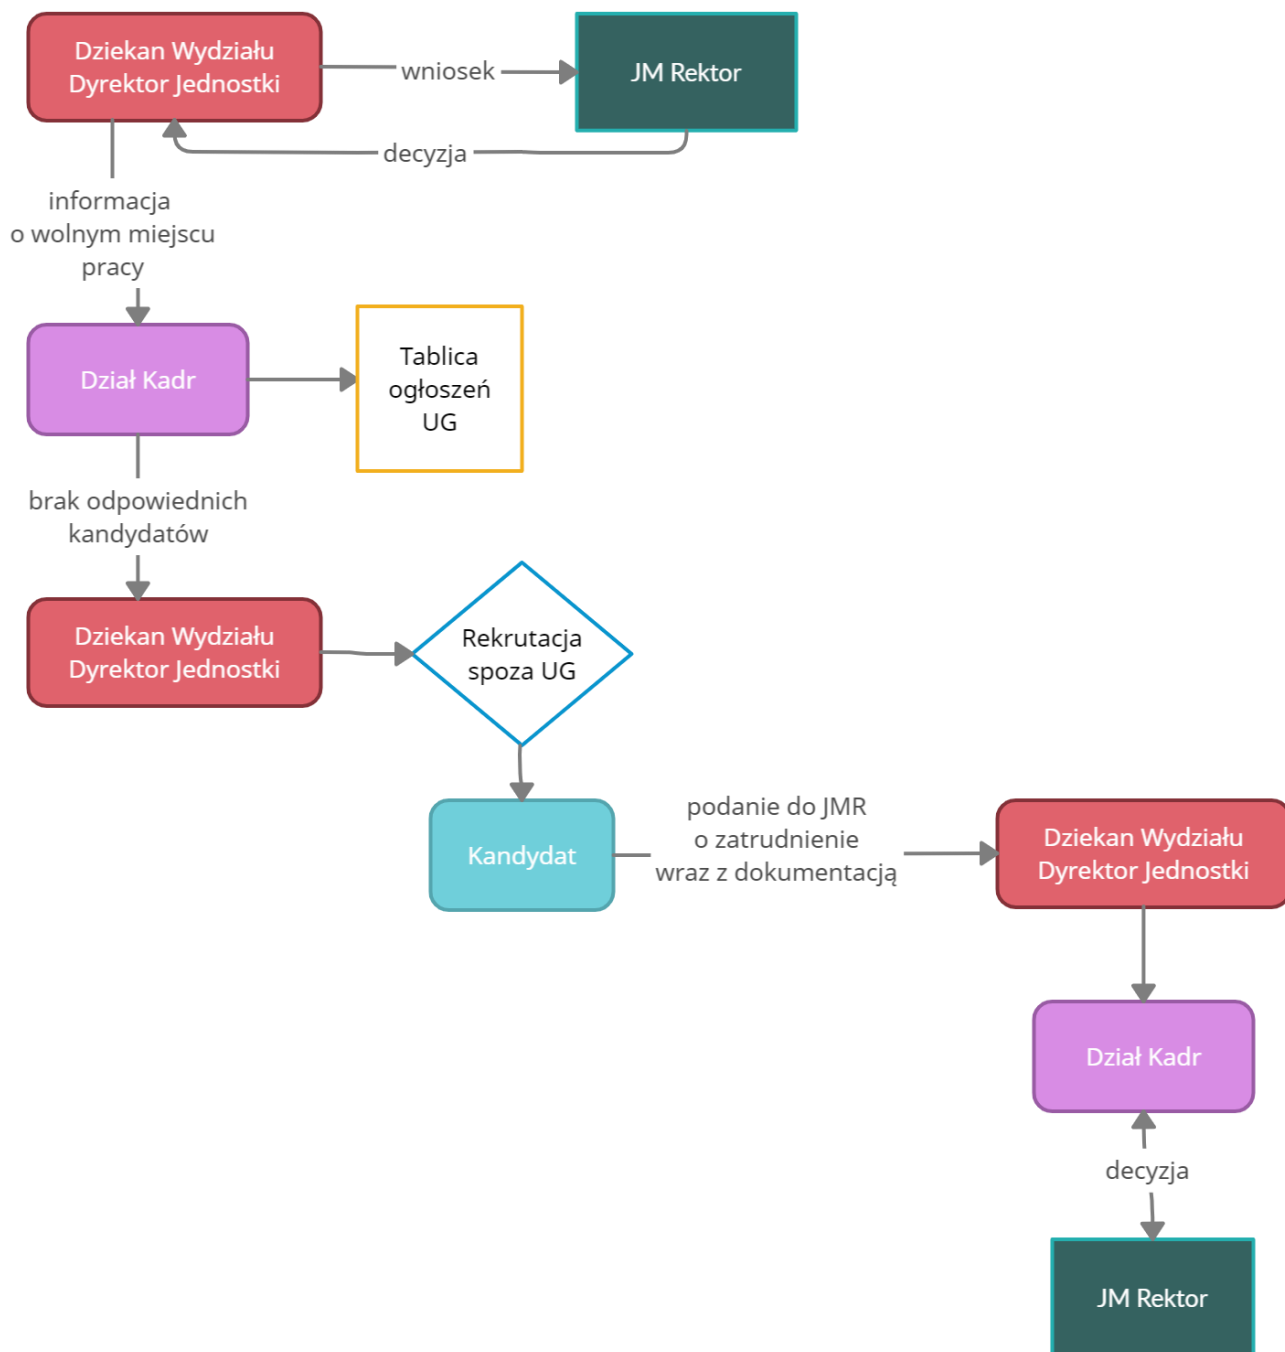 Dziekan Wydziału
Dyrektor Jednostki
wniosek
JM Rektor
decyzja
informacja
o wolnym miejscu
pracy
Dział Kadr
Tablica
ogłoszeń
UG
brak odpowiednich
kandydatów
Dziekan Wydziału
Dyrektor Jednostki
Rekrutacja
spoza UG
Kandydat
podanie do JMR
o zatrudnienie
wraz z dokumentacją
Dziekan Wydziału
Dyrektor Jednostki
Dział Kadr
decyzja
JM Rektor